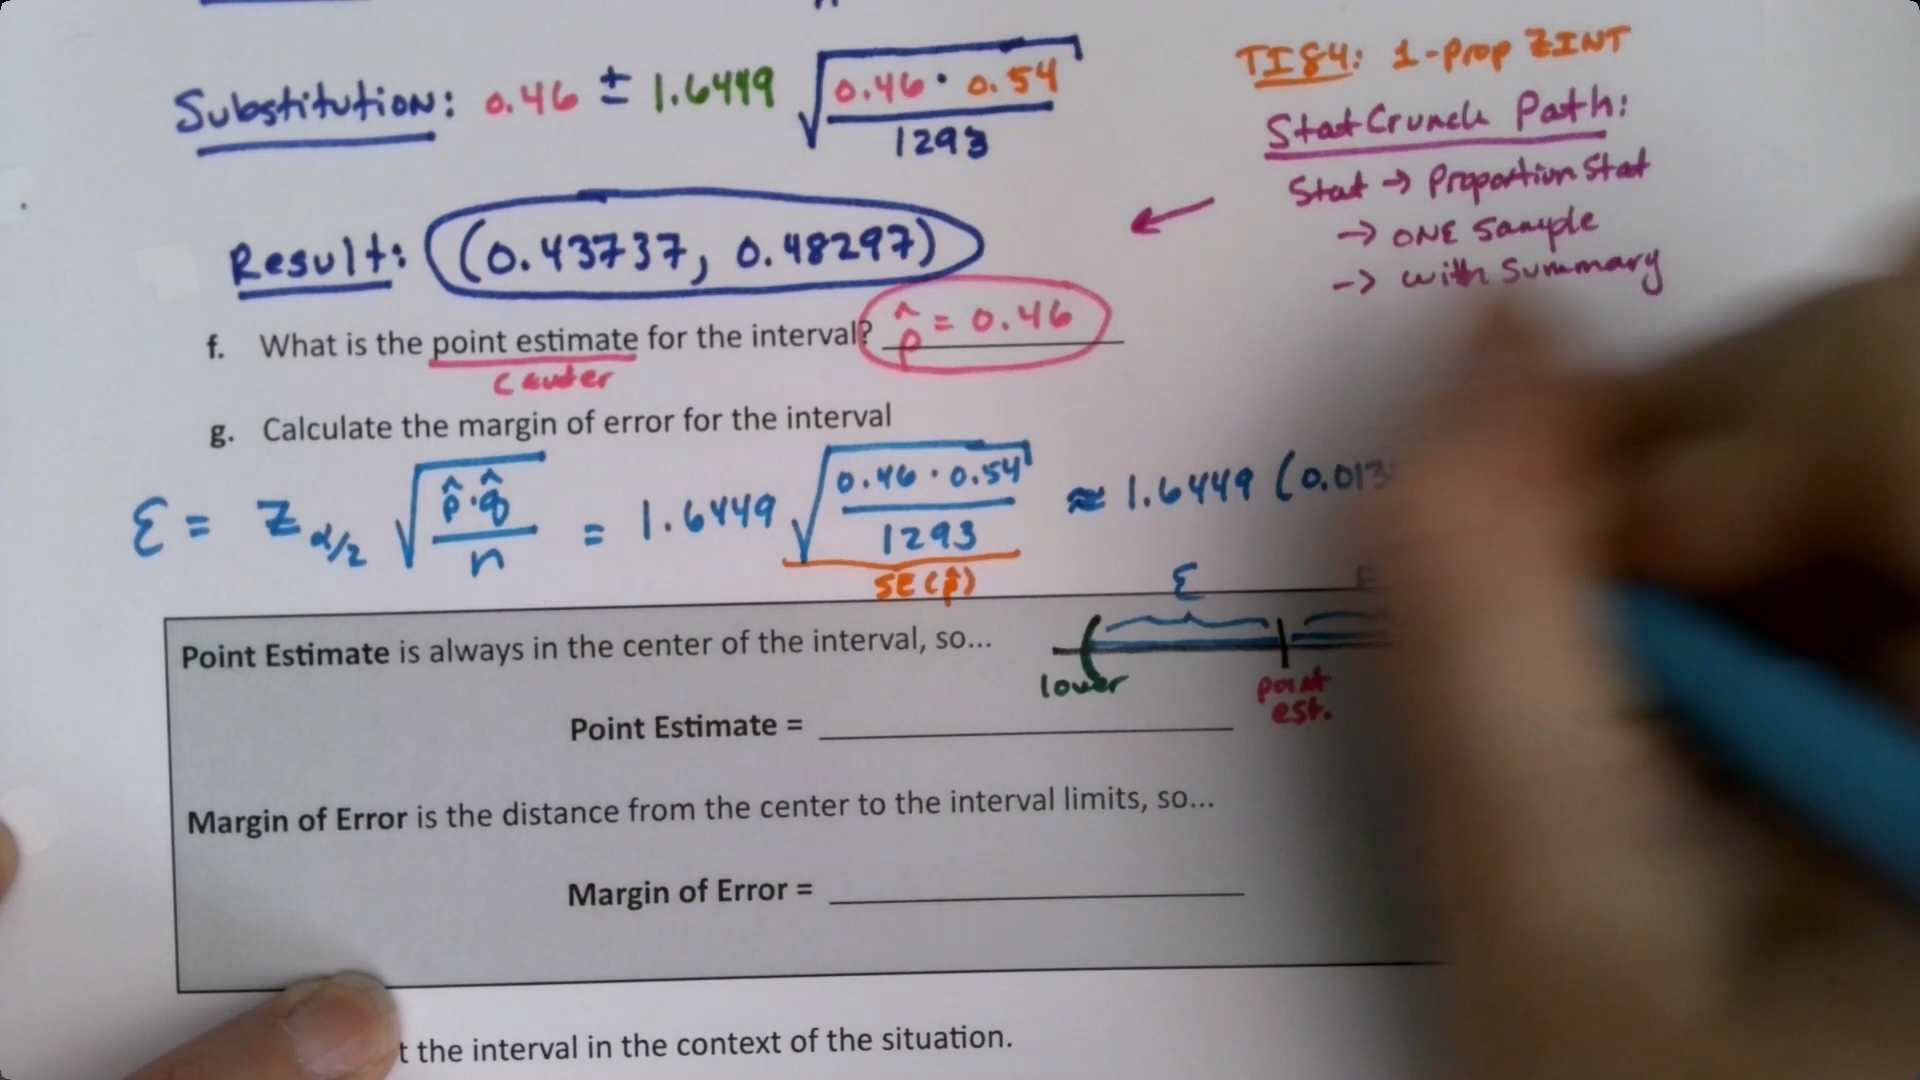 Substitution: 0.46 ± 1.6449 √ 0.46 · 0.54
1293
TI84: 1-Prop ZINT
StatCrunch Path:
Stat → Proportion Stat
→ ONE Sample
→ with Summary
Result: (0.43737, 0.48297)
f. What is the point estimate for the interval? p̂ = 0.46
center
g. Calculate the margin of error for the interval
E = Z α/2 √ p̂·q̂ / n = 1.6449 √ 0.46 · 0.54 / 1293 ≈ 1.6449 (0.013
SE(p̂)
E
Point Estimate is always in the center of the interval, so...
lower
point
est.
Point Estimate =
Margin of Error is the distance from the center to the interval limits, so...
Margin of Error =
t the interval in the context of the situation.